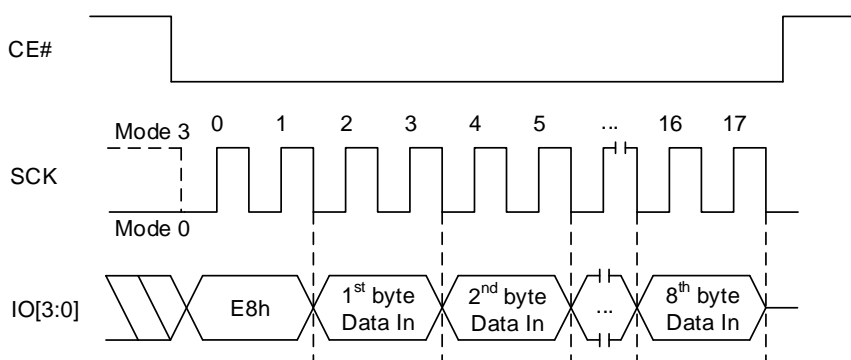 CE#
Mode 3 0 1 2 3 4 5 ... 16 17
SCK
Mode 0
IO[3:0] E8h 1st byte Data In 2nd byte Data In ... 8th byte Data In